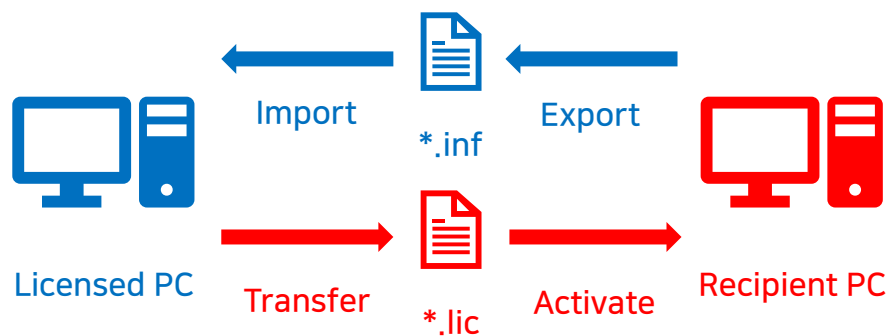 Import
Export
*.inf
Licensed PC
Recipient PC
Transfer
Activate
*.lic